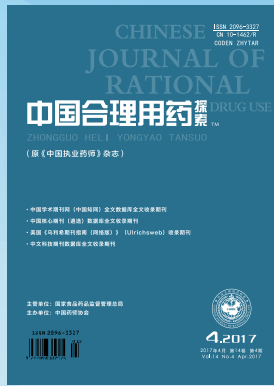 ISSN 2096-3327
CN 10-1462/R
CODEN ZHYTAR
CHINESE
JOURNAL OF
RATIONAL
DRUG USE
中国合理用药探索™
ZHONGGUO HELI YONGYAO TANSUO
(原《中国执业药师》杂志)
·中国学术期刊网(中国知网)全文数据库全文收录期刊
·中国核心期刊(遴选)数据库全文收录期刊
·美国《乌利希期刊指南(网络版)》(Ulrichsweb)收录期刊
·中文科技期刊数据库全文收录期刊
主管单位:国家食品药品监督管理总局
主办单位:中国药师协会
ISSN 2096-3327
4.2017
2017年4月 第14卷 第4期
Vol.14 No.4 Apr.2017